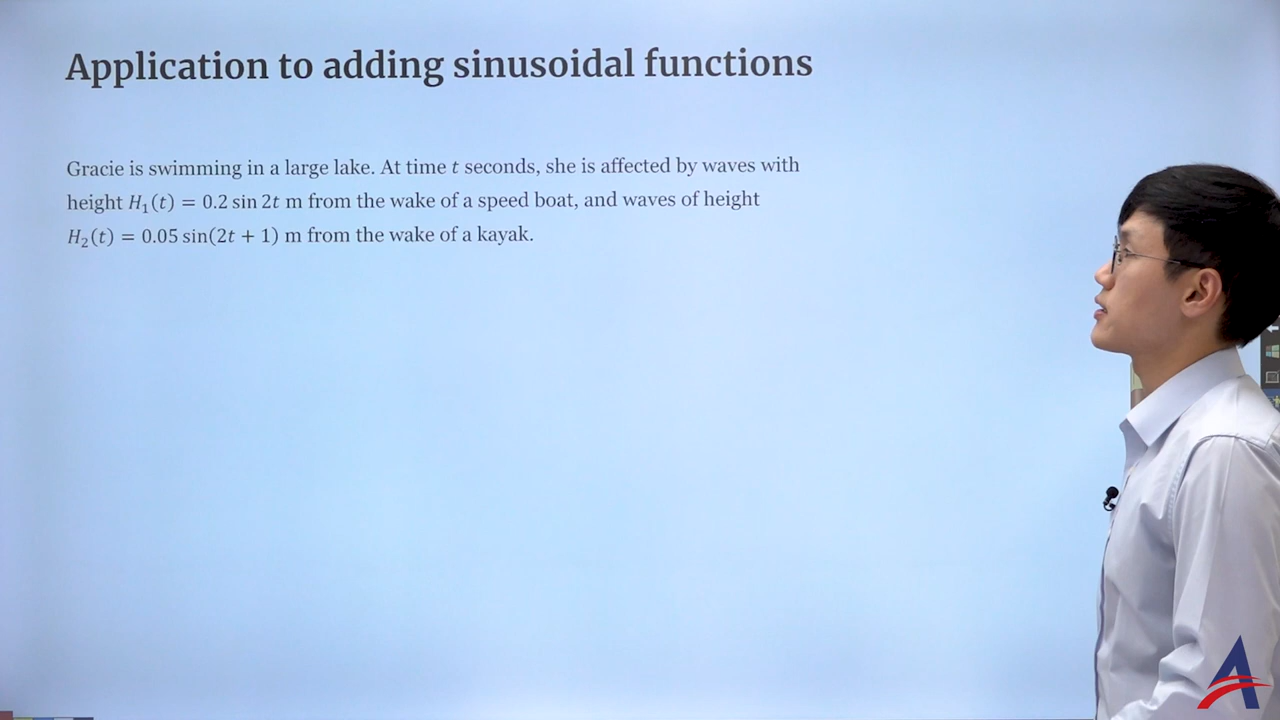 Application to adding sinusoidal functions
Gracie is swimming in a large lake. At time t seconds, she is affected by waves with
height H₁(t) = 0.2 sin 2t m from the wake of a speed boat, and waves of height
H₂(t) = 0.05 sin(2t + 1) m from the wake of a kayak.